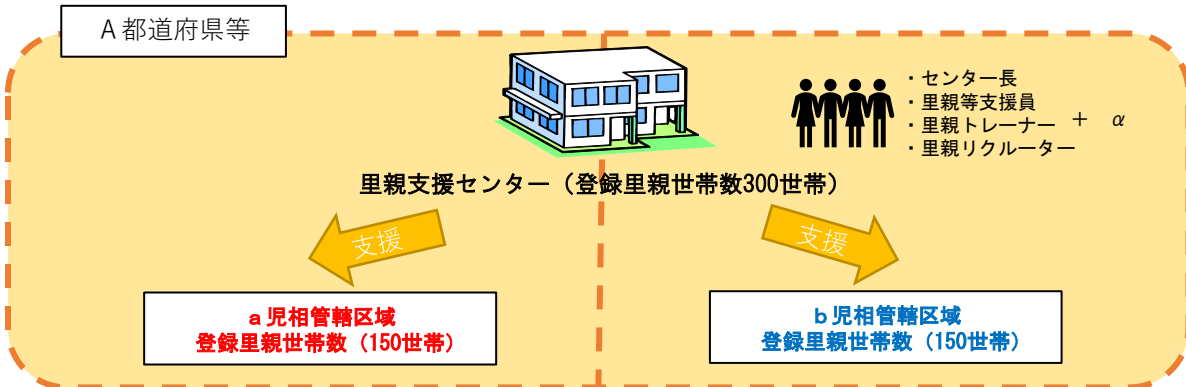 A都道府県等
・センター長
・里親等支援員
・里親トレーナー ＋ α
・里親リクルーター
里親支援センター（登録里親世帯数300世帯）
支援
支援
a児相管轄区域
登録里親世帯数（150世帯）
b児相管轄区域
登録里親世帯数（150世帯）